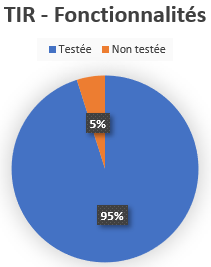 TIR - Fonctionnalités
Testée Non testée
5%
95%